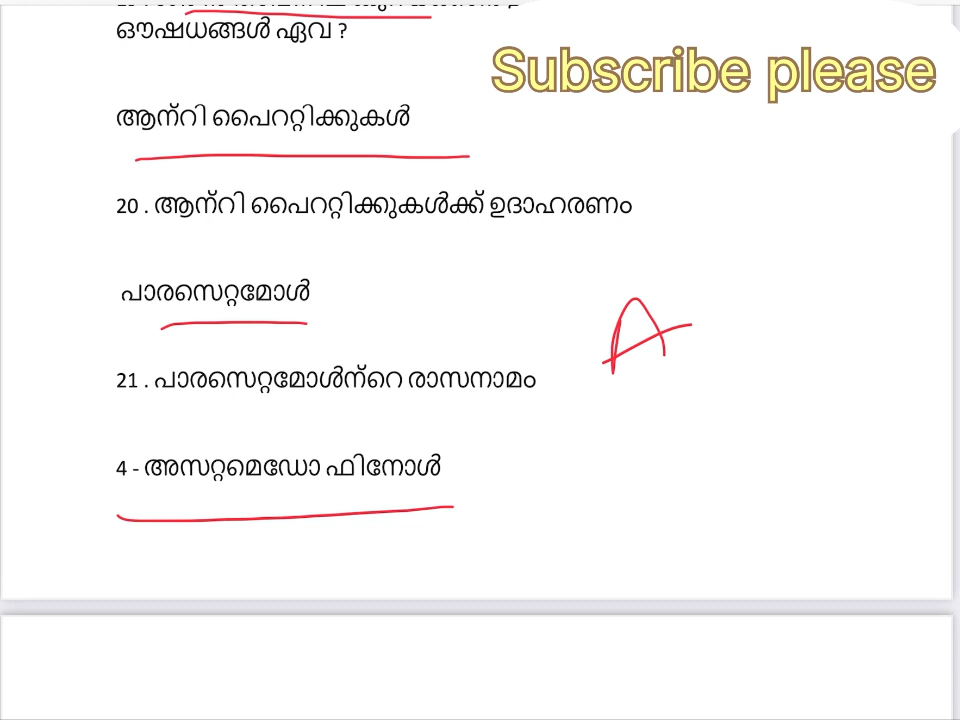 ഔഷധങ്ങൾ ഏവ ?
Subscribe please
ആന്റി പൈററ്റിക്കുകൾ
20 . ആന്റി പൈററ്റിക്കുകൾക്ക് ഉദാഹരണം
പാരസെറ്റമോൾ
A
21 . പാരസെറ്റമോൾന്റെ രാസനാമം
4 - അസറ്റമെഡോ ഫിനോൾ